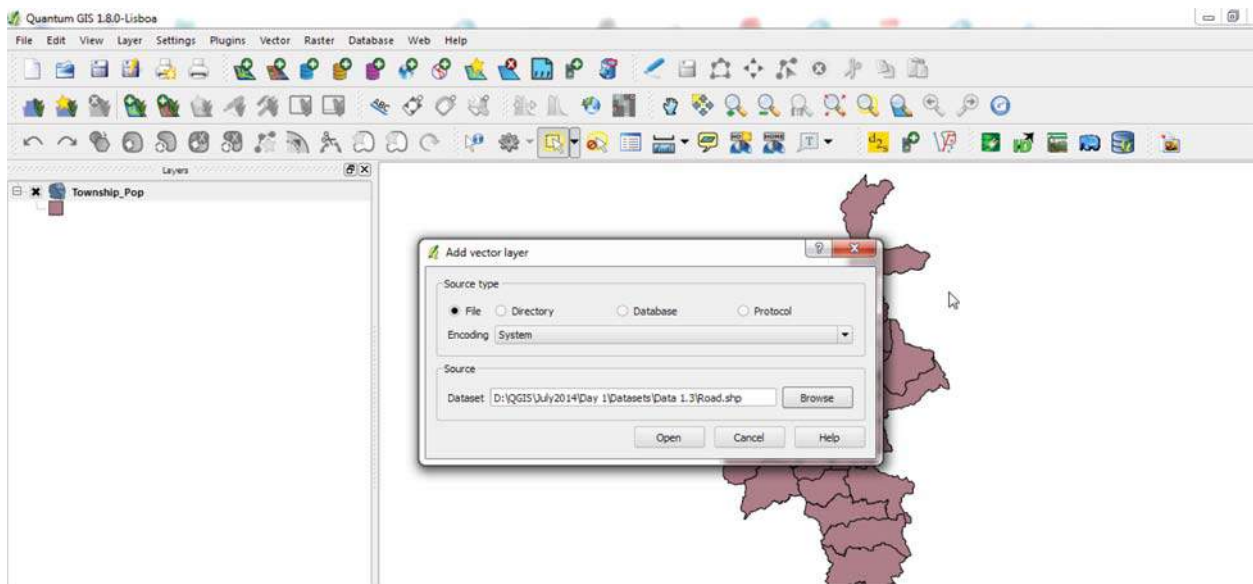 Quantum GIS 1.8.0-Lisboa
File Edit View Layer Settings Plugins Vector Raster Database Web Help
Layers
Township_Pop
Add vector layer
Source type
File Directory Database Protocol
Encoding System
Source
Dataset D:\QGIS\July2014\Day 1\Datasets\Data 1.3\Road.shp Browse
Open Cancel Help